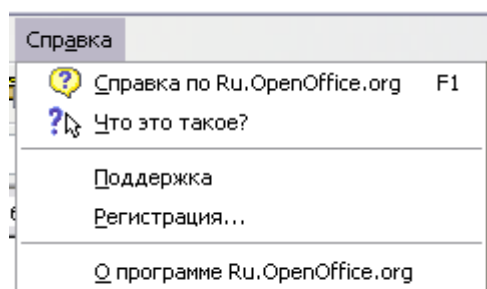 Справка
Справка по Ru.OpenOffice.org F1
Что это такое?
Поддержка
Регистрация...
О программе Ru.OpenOffice.org